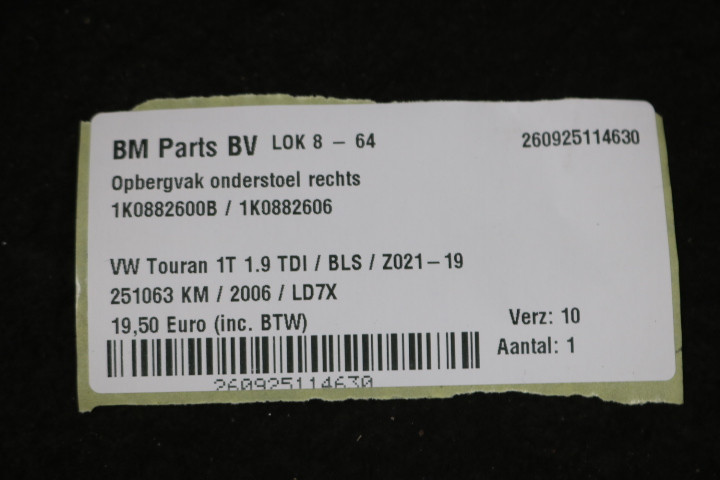 BM Parts BV LOK 8 - 64 260925114630
Opbergvak onderstoel rechts
1K0882600B / 1K0882606
VW Touran 1T 1.9 TDI / BLS / Z021-19
251063 KM / 2006 / LD7X
19,50 Euro (inc. BTW) Verz: 10
Aantal: 1
260925114630